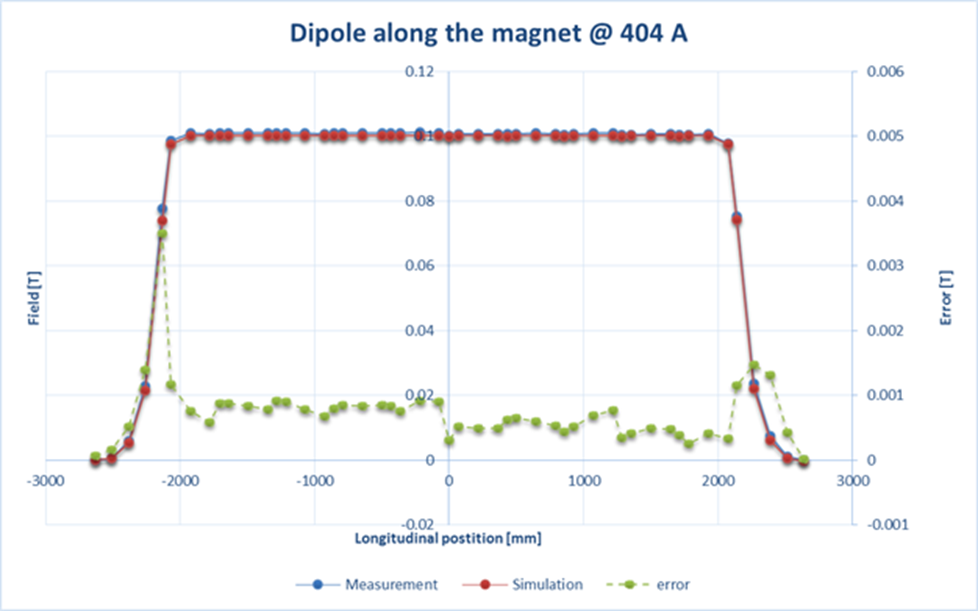 Dipole along the magnet @ 404 A
0.12 0.006
0.1 0.005
0.08 0.004
0.06 0.003
Field [T] Error [T]
0.04 0.002
0.02 0.001
0 0
-3000 -2000 -1000 0 1000 2000 3000
-0.02 -0.001
Longitudinal postition [mm]
Measurement Simulation error